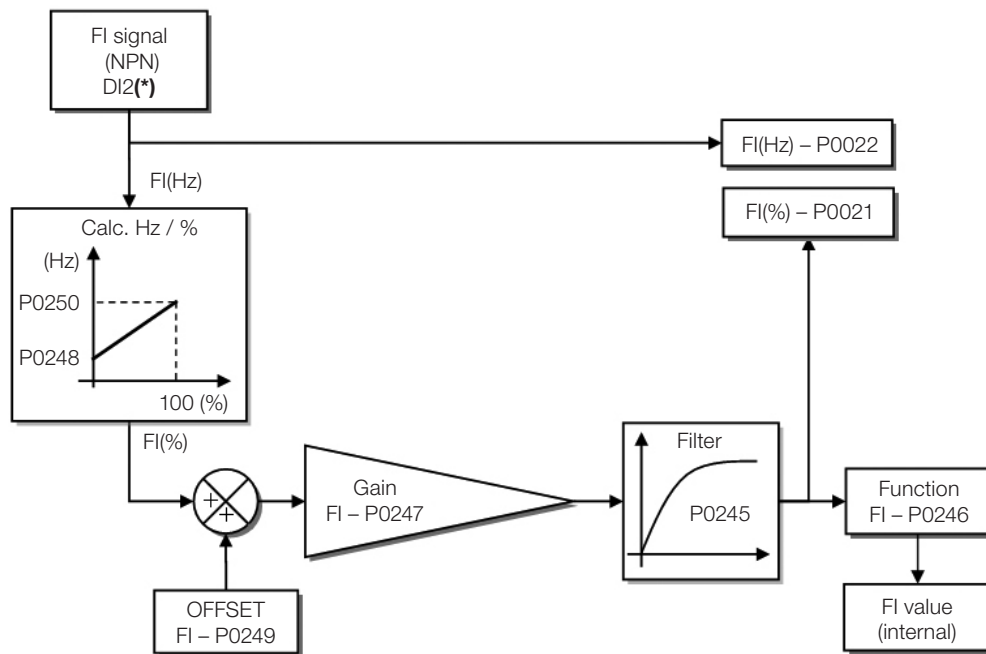 FI signal
(NPN)
DI2(*)
FI(Hz) – P0022
FI(Hz)
FI(%) – P0021
Calc. Hz / %
(Hz)
P0250
P0248
100 (%)
FI(%)
+
+
Gain
FI – P0247
Filter
P0245
Function
FI – P0246
OFFSET
FI – P0249
FI value
(internal)